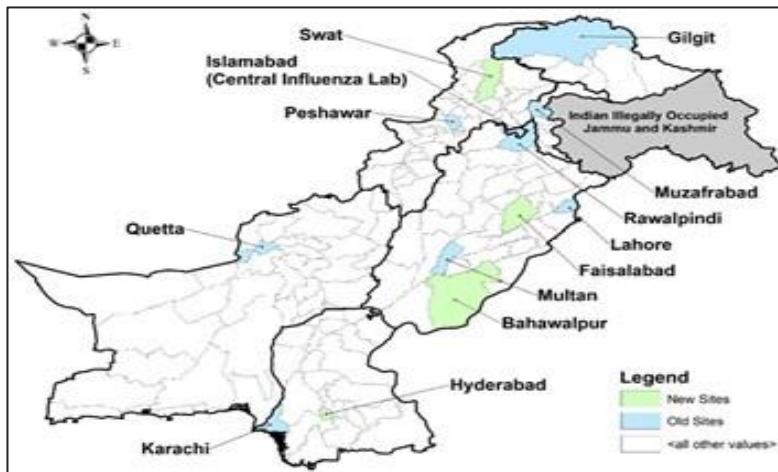 N
W E
S
Swat
Gilgit
Islamabad
(Central Influenza Lab)
Peshawar
Indian Illegally Occupied
Jammu and Kashmir
Muzafrabad
Rawalpindi
Quetta
Lahore
Faisalabad
Multan
Bahawalpur
Hyderabad
Karachi
Legend
New Sites
Old Sites
<all other values>